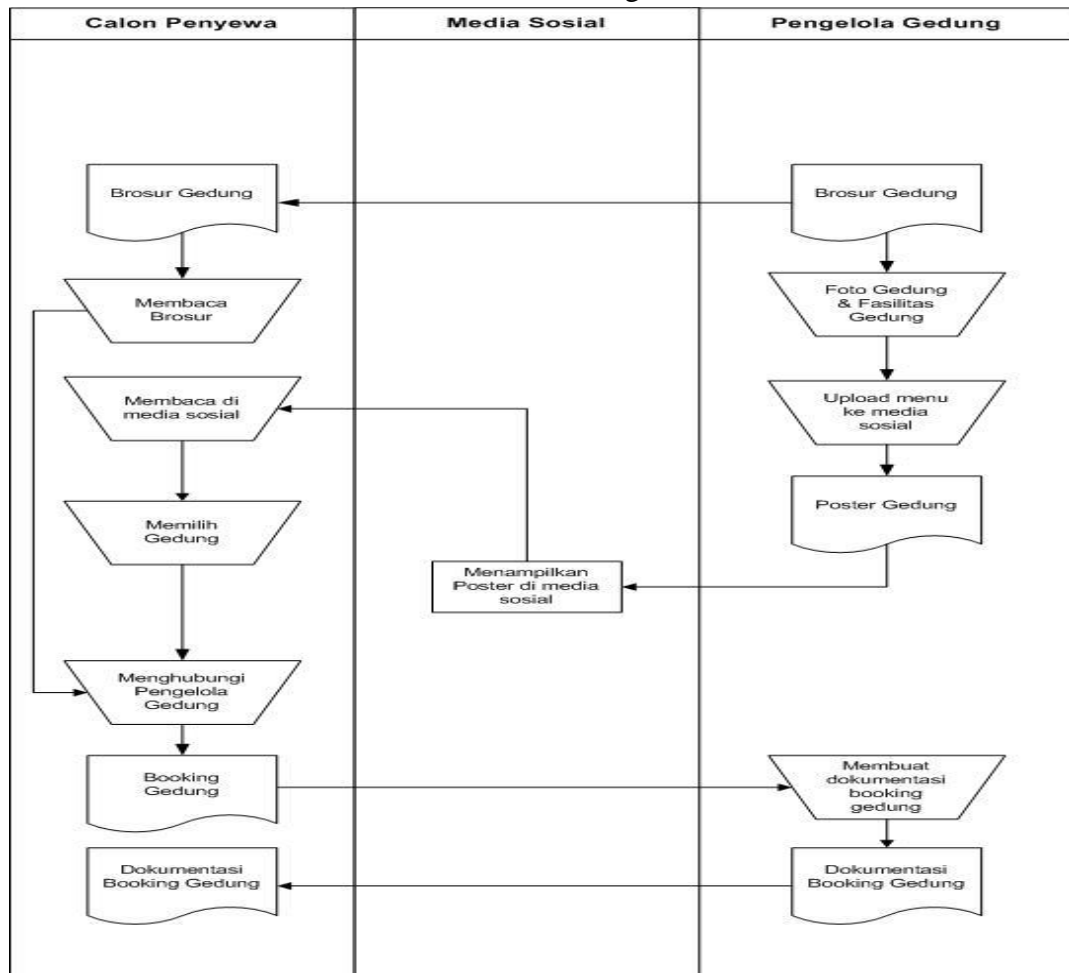 Calon Penyewa
Media Sosial
Pengelola Gedung
Brosur Gedung
Brosur Gedung
Membaca
Brosur
Foto Gedung
& Fasilitas
Gedung
Membaca di
media sosial
Upload menu
ke media
sosial
Memilih
Gedung
Poster Gedung
Menampilkan
Poster di media
sosial
Menghubungi
Pengelola
Gedung
Booking
Gedung
Membuat
dokumentasi
booking
gedung
Dokumentasi
Booking Gedung
Dokumentasi
Booking Gedung